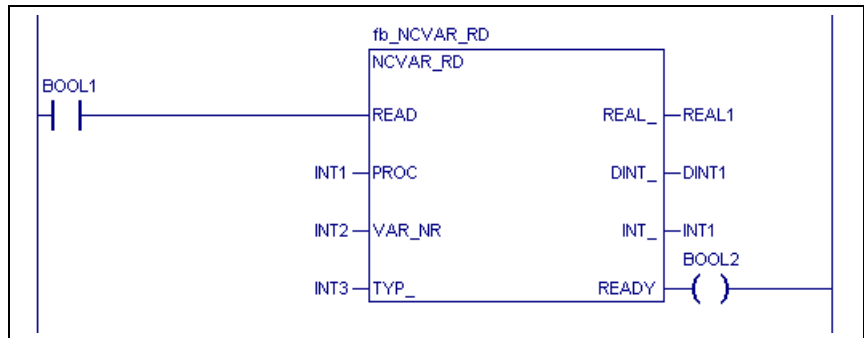 fb_NCVAR_RD
NCVAR_RD
BOOL1
READ REAL_ REAL1
INT1 PROC DINT_ DINT1
INT2 VAR_NR INT_ INT1
BOOL2
INT3 TYP_ READY